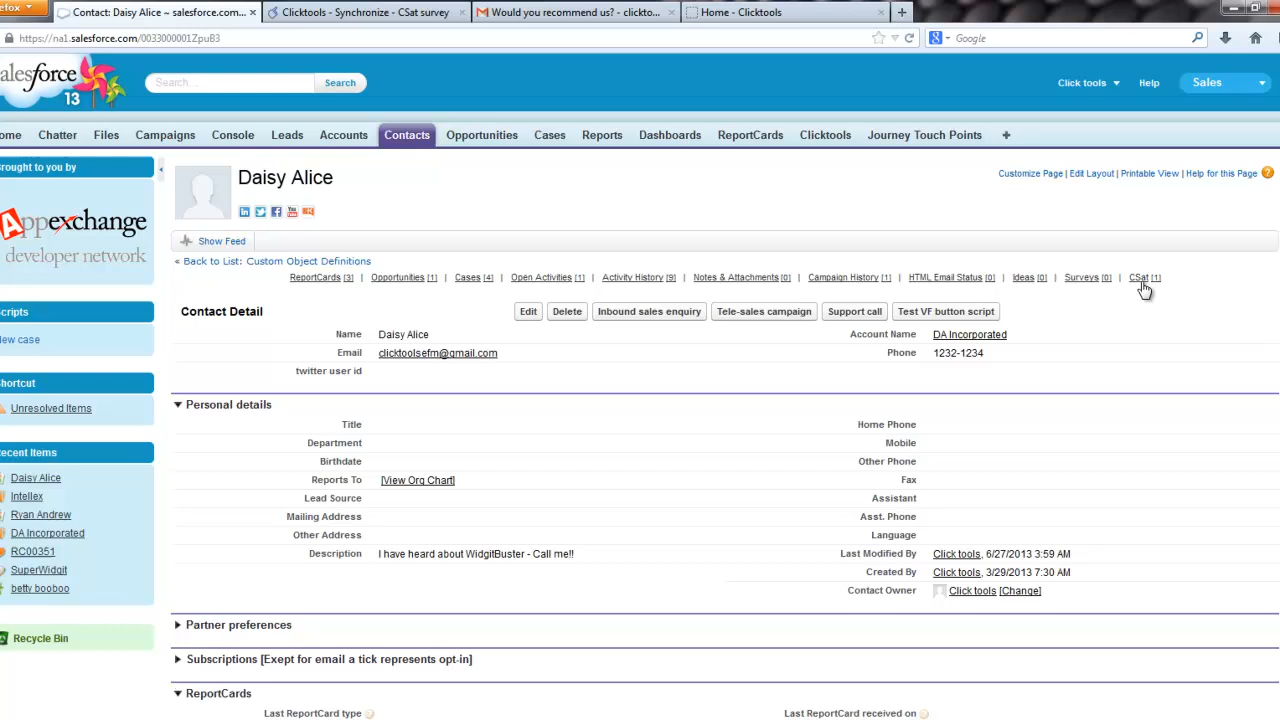 efox
Contact: Daisy Alice ~ salesforce.com...
Clicktools - Synchronize - CSat survey
Would you recommend us? - clickto...
Home - Clicktools
https://na1.salesforce.com/0033000001ZpuB3
Google
salesforce
13
Search...
Search
Click tools
Help
Sales
ome
Chatter
Files
Campaigns
Console
Leads
Accounts
Contacts
Opportunities
Cases
Reports
Dashboards
ReportCards
Clicktools
Journey Touch Points
+
Brought to you by
AppExchange
developer network
Scripts
New case
Shortcut
Unresolved Items
Recent Items
Daisy Alice
Intellex
Ryan Andrew
DA Incorporated
RC00351
SuperWidgit
betty booboo
Recycle Bin
Daisy Alice
Customize Page | Edit Layout | Printable View | Help for this Page
Show Feed
« Back to List: Custom Object Definitions
ReportCards [3] | Opportunities [1] | Cases [4] | Open Activities [1] | Activity History [9] | Notes & Attachments [0] | Campaign History [1] | HTML Email Status [0] | Ideas [0] | Surveys [0] | CSat [1]
Contact Detail
Edit
Delete
Inbound sales enquiry
Tele-sales campaign
Support call
Test VF button script
Name Daisy Alice
Account Name DA Incorporated
Email clicktoolsefm@gmail.com
Phone 1232-1234
twitter user id
Personal details
Title
Home Phone
Department
Mobile
Birthdate
Other Phone
Reports To [View Org Chart]
Fax
Lead Source
Assistant
Mailing Address
Asst. Phone
Other Address
Language
Description I have heard about WidgitBuster - Call me!!
Last Modified By Click tools, 6/27/2013 3:59 AM
Created By Click tools, 3/29/2013 7:30 AM
Contact Owner Click tools [Change]
Partner preferences
Subscriptions [Exept for email a tick represents opt-in]
ReportCards
Last ReportCard type
Last ReportCard received on